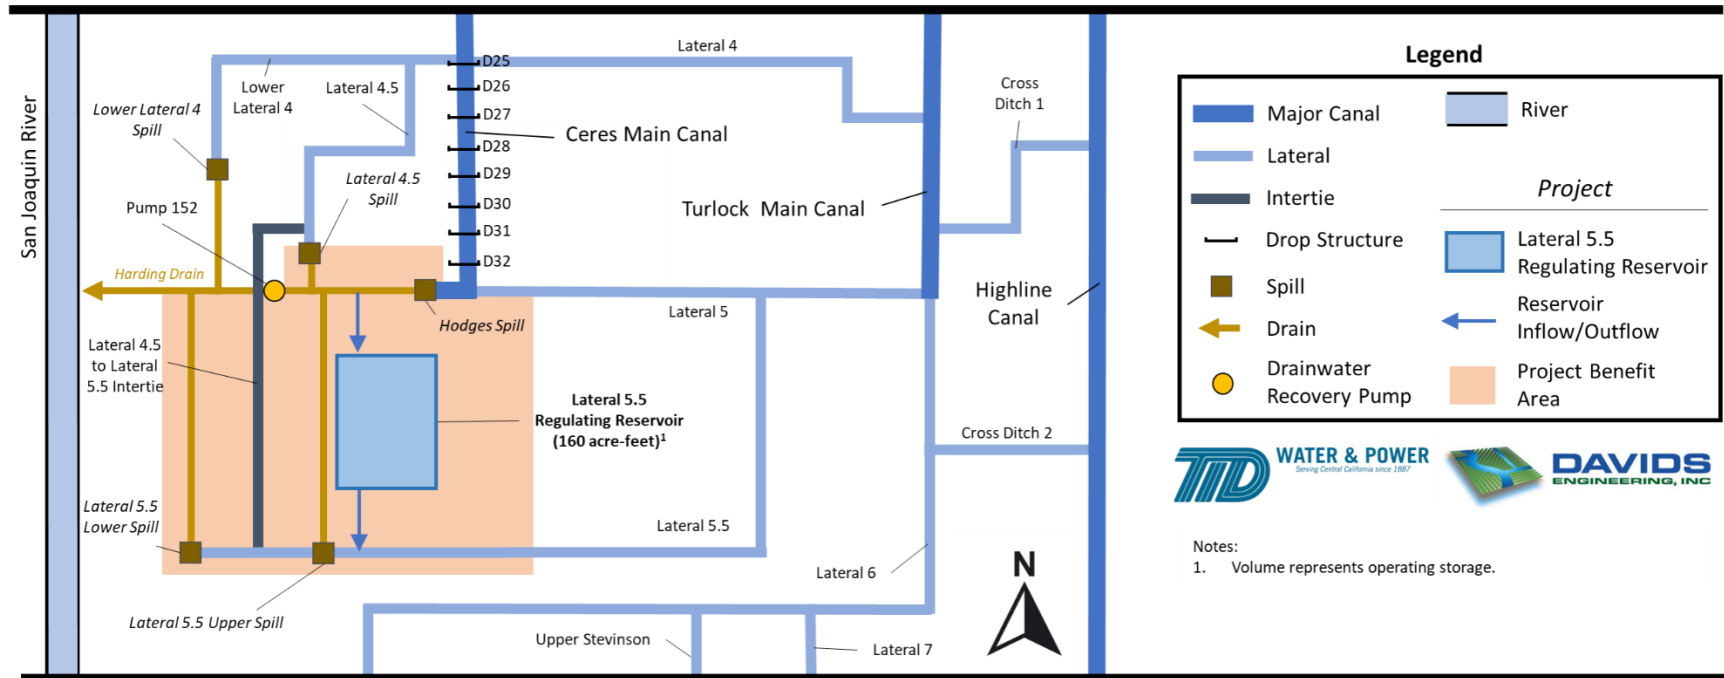 San Joaquin River
Lower Lateral 4
Spill
Lower
Lateral 4
Lateral 4.5
D25
D26
D27
D28
D29
D30
D31
D32
Lateral 4
Ceres Main Canal
Lateral 4.5
Spill
Pump 152
Harding Drain
Turlock Main Canal
Cross
Ditch 1
Highline
Canal
Hodges Spill
Lateral 5
Lateral 4.5
to Lateral
5.5 Intertie
Lateral 5.5
Regulating Reservoir
(160 acre-feet)1
Cross Ditch 2
Lateral 5.5
Lower Spill
Lateral 5.5
Lateral 6
Lateral 5.5 Upper Spill
Upper Stevinson
Lateral 7
N
Legend
Major Canal
Lateral
Intertie
Drop Structure
Spill
Drain
Drainwater
Recovery Pump
River
Project
Lateral 5.5
Regulating Reservoir
Reservoir
Inflow/Outflow
Project Benefit
Area
TID
WATER & POWER
Serving Central California since 1887
DAVIDS
ENGINEERING, INC
Notes:
1. Volume represents operating storage.